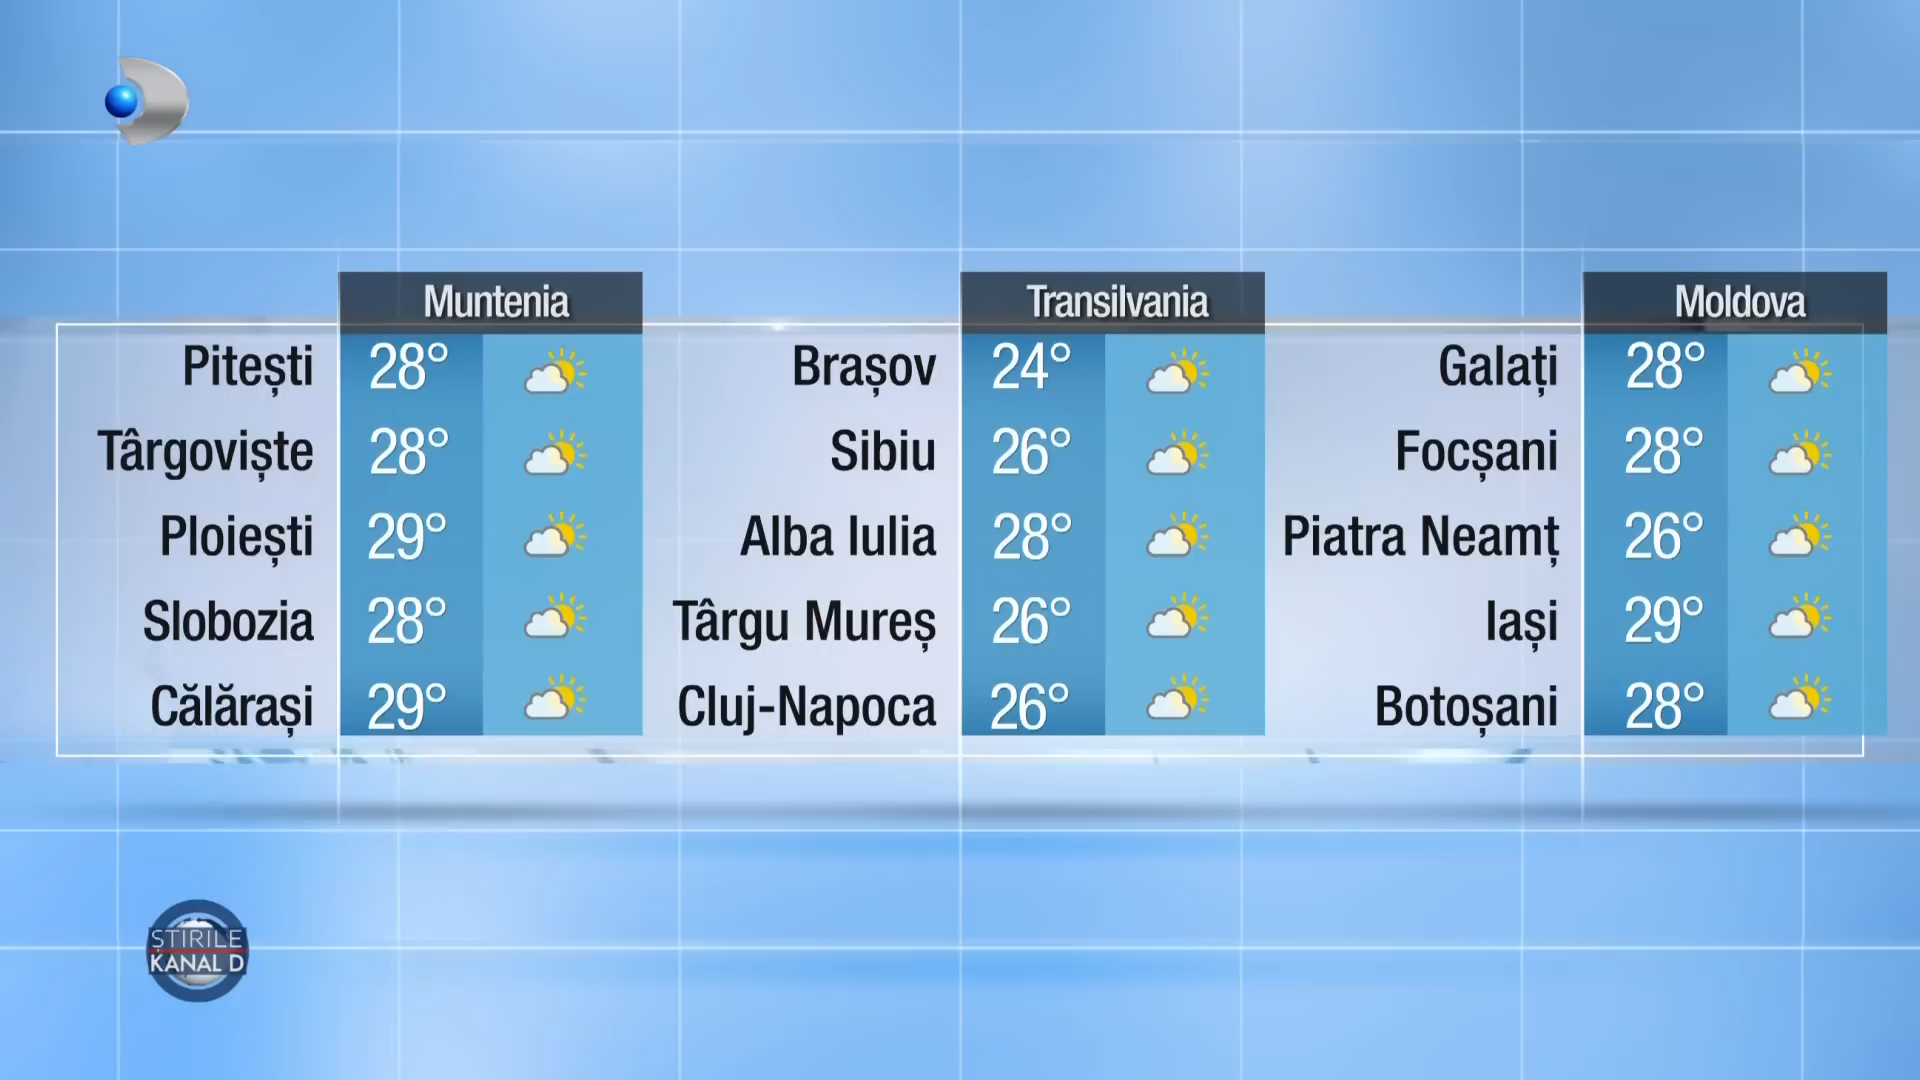 Muntenia
Pitești 28°
Târgoviște 28°
Ploiești 29°
Slobozia 28°
Călărași 29°
Transilvania
Brașov 24°
Sibiu 26°
Alba Iulia 28°
Târgu Mureș 26°
Cluj-Napoca 26°
Moldova
Galați 28°
Focșani 28°
Piatra Neamț 26°
Iași 29°
Botoșani 28°
ȘTIRILE
KANAL D